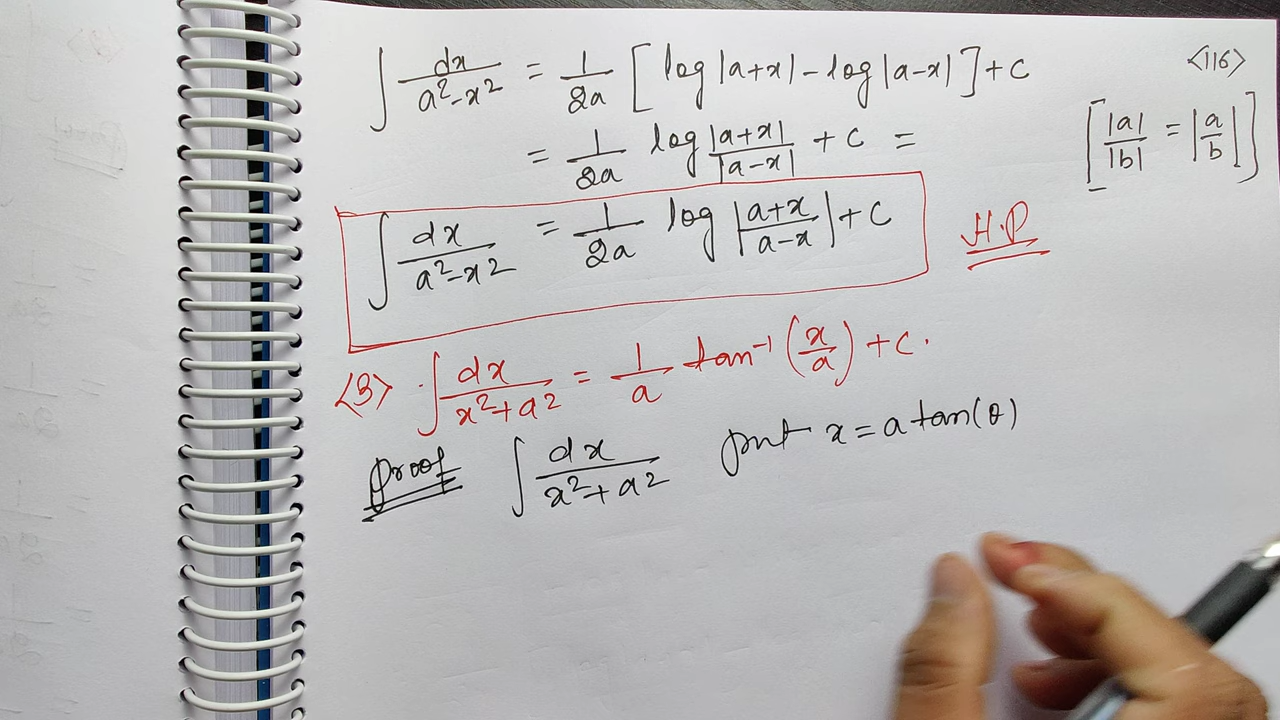 <116>
∫ dx/(a²-x²) = 1/2a [log|a+x| - log|a-x|] + C
= 1/2a log |a+x|/|a-x| + C =
[|a|/|b| = |a/b|]
∫ dx/(a²-x²) = 1/2a log |(a+x)/(a-x)| + C
H.P
<3> ∫ dx/(x²+a²) = 1/a tan⁻¹(x/a) + C.
Proof ∫ dx/(x²+a²) put x = a tan(θ)